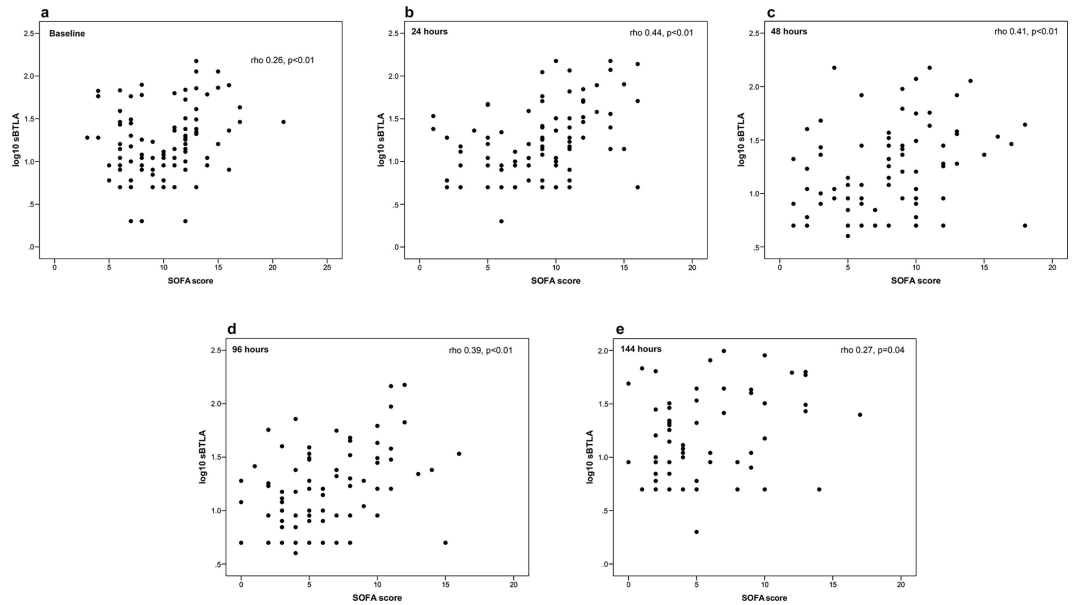 a
Baseline
rho 0.26, p<0.01
2.5
2.0
1.5
1.0
.5
.0
log10 sBTLA
0 5 10 15 20 25
SOFA score
b
24 hours
rho 0.44, p<0.01
2.5
2.0
1.5
1.0
.5
.0
log10 sBTLA
0 5 10 15 20
SOFA score
c
48 hours
rho 0.41, p<0.01
2.5
2.0
1.5
1.0
.5
log10 sBTLA
0 5 10 15 20
SOFA score
d
96 hours
rho 0.39, p<0.01
2.5
2.0
1.5
1.0
.5
log10 sBTLA
0 5 10 15 20
SOFA score
e
144 hours
rho 0.27, p=0.04
2.0
1.5
1.0
.5
.0
log10 sBTLA
0 5 10 15 20
SOFA score